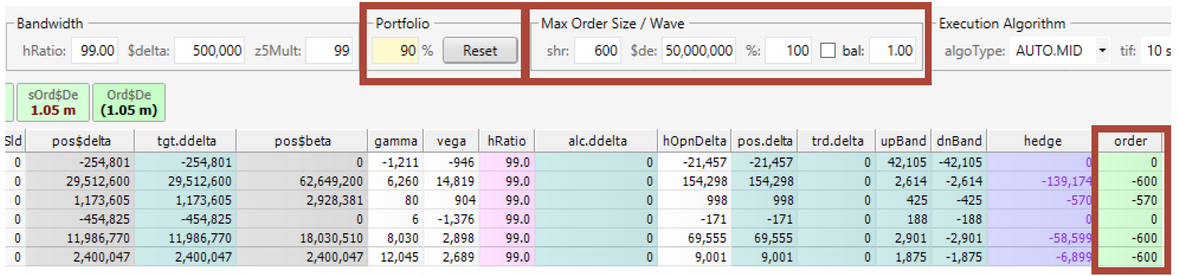 Bandwidth Portfolio Max Order Size / Wave Execution Algorithm
hRatio: 99.00 $delta: 500,000 z5Mult: 99 90 % Reset shr: 600 $de: 50,000,000 %: 100 bal: 1.00 algoType: AUTO.MID tif: 10 s
sOrd$De Ord$De
1.05 m (1.05 m)
Sld pos$delta tgt.ddelta pos$beta gamma vega hRatio alc.ddelta hOpnDelta pos.delta trd.delta upBand dnBand hedge order
0 -254,801 -254,801 0 -1,211 -946 99.0 0 -21,457 -21,457 0 42,105 -42,105 0 0
0 29,512,600 29,512,600 62,649,200 6,260 14,819 99.0 0 154,298 154,298 0 2,614 -2,614 -139,174 -600
0 1,173,605 1,173,605 2,928,381 80 904 99.0 0 998 998 0 425 -425 -570 -570
0 -454,825 -454,825 0 6 -1,376 99.0 0 -171 -171 0 188 -188 0 0
0 11,986,770 11,986,770 18,030,510 8,030 2,898 99.0 0 69,555 69,555 0 2,901 -2,901 -58,599 -600
0 2,400,047 2,400,047 2,400,047 12,045 2,689 99.0 0 9,001 9,001 0 1,875 -1,875 -6,899 -600